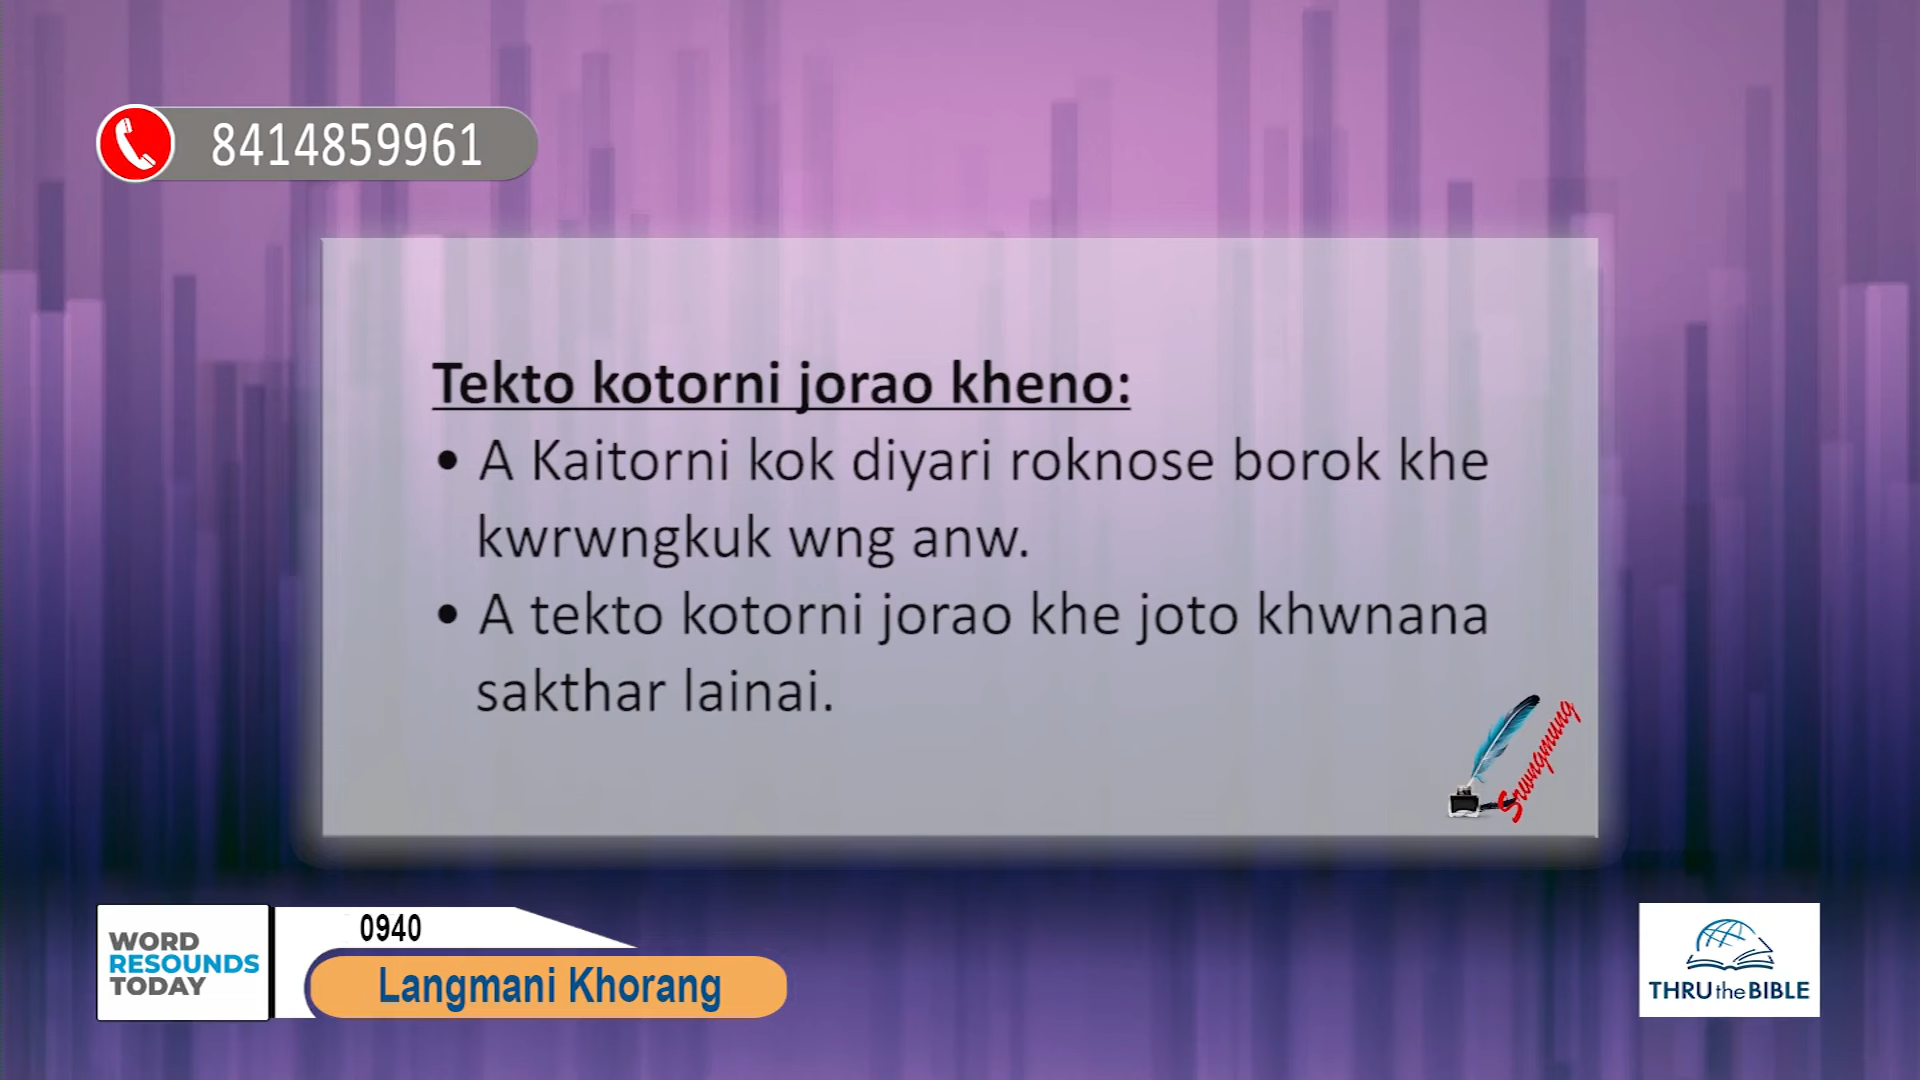 8414859961
Tekto kotorni jorao kheno:
• A Kaitorni kok diyari roknose borok khe
kwrwngkuk wng anw.
• A tekto kotorni jorao khe joto khwnana
sakthar lainai.
Swungmung
WORD
RESOUNDS
TODAY
0940
Langmani Khorang
THRU the BIBLE